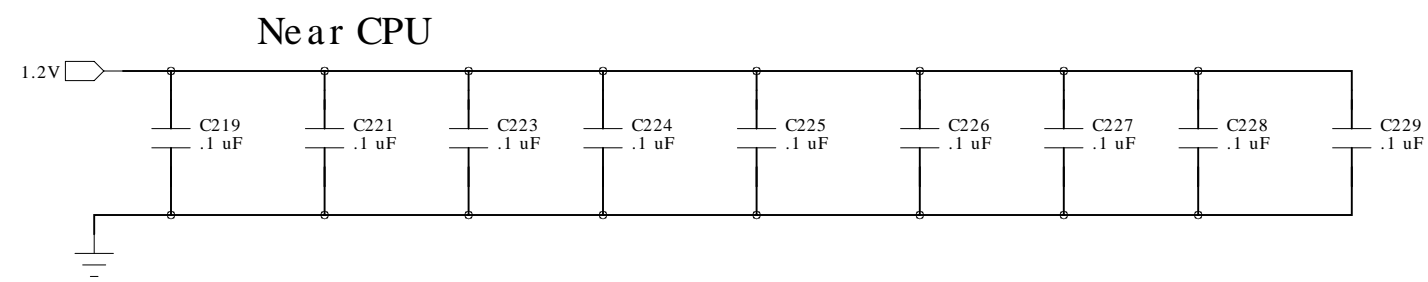 Near CPU
1.2V
C219 C221 C223 C224 C225 C226 C227 C228 C229
.1 uF .1 uF .1 uF .1 uF .1 uF .1 uF .1 uF .1 uF .1 uF